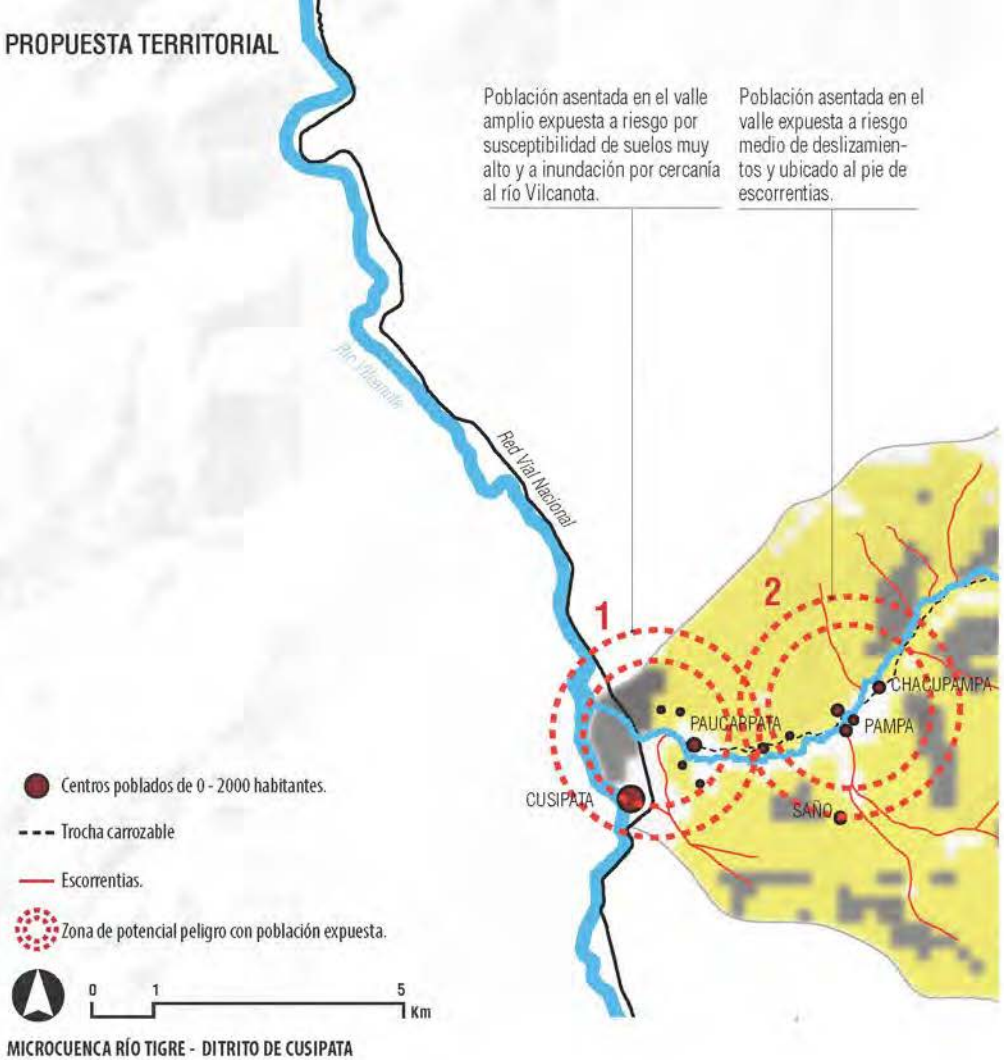 PROPUESTA TERRITORIAL
Población asentada en el valle
amplio expuesta a riesgo por
susceptibilidad de suelos muy
alto y a inundación por cercanía
al río Vilcanota.
Población asentada en el
valle expuesta a riesgo
medio de deslizamien-
tos y ubicado al pie de
escorrentias.
Río Vilcanota
Red Vial Nacional
1
2
CHACUPAMPA
PAUCARPATA
PAMPA
CUSIPATA
SAÑO
Centros poblados de 0 - 2000 habitantes.
Trocha carrozable
Escorrentias.
Zona de potencial peligro con población expuesta.
0 1 5
Km
MICROCUENCA RÍO TIGRE - DITRITO DE CUSIPATA